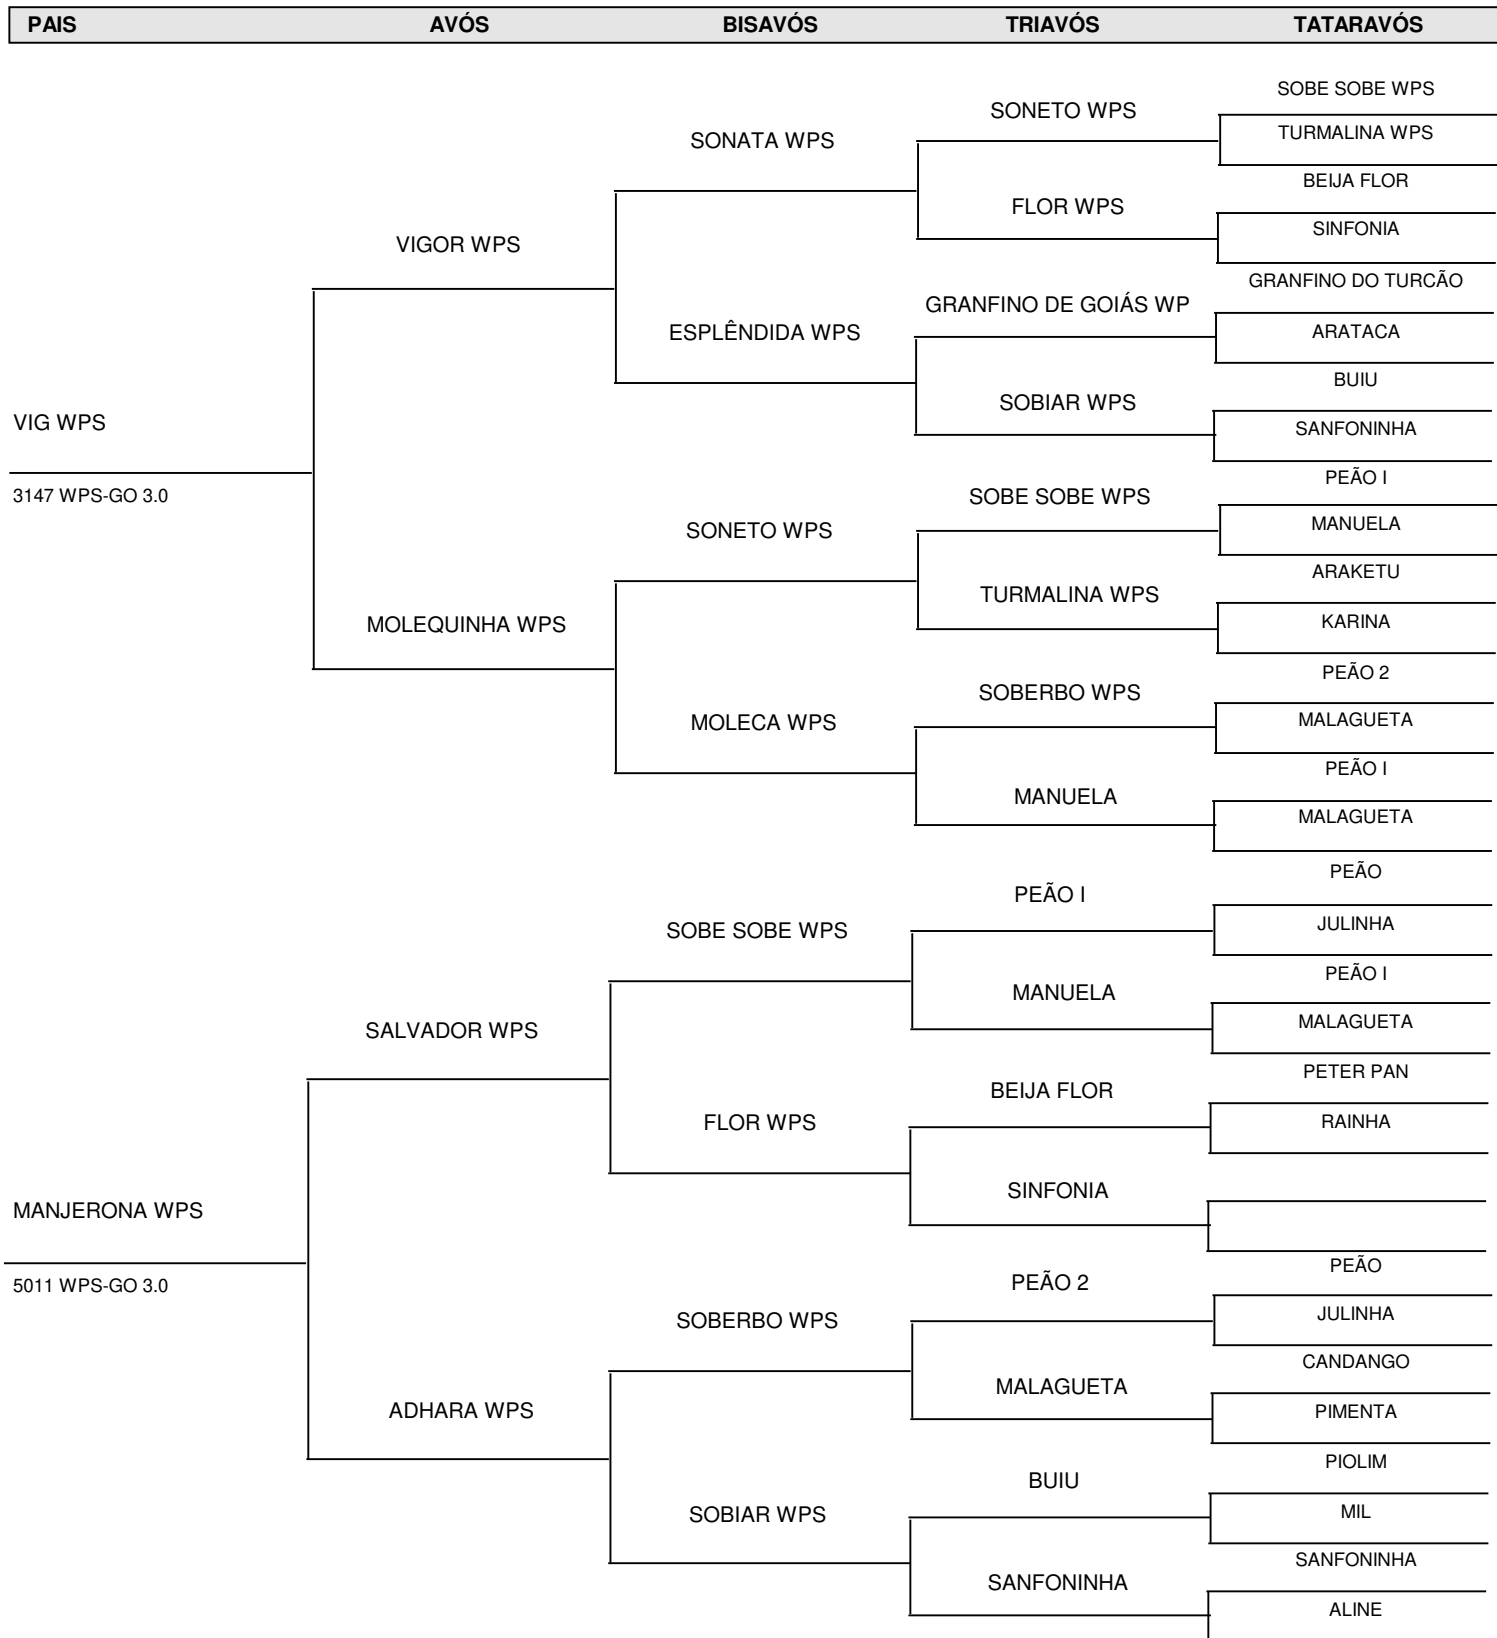 PAIS AVÓS BISAVÓS TRIAVÓS TATARAVÓS
SOBE SOBE WPS
SONETO WPS
TURMALINA WPS
SONATA WPS
BEIJA FLOR
FLOR WPS
SINFONIA
VIGOR WPS
GRANFINO DO TURCÃO
GRANFINO DE GOIÁS WP
ARATACA
ESPLÊNDIDA WPS
BUIU
SOBIAR WPS
VIG WPS
SANFONINHA
PEÃO I
3147 WPS-GO 3.0
SOBE SOBE WPS
MANUELA
SONETO WPS
ARAKETU
TURMALINA WPS
KARINA
MOLEQUINHA WPS
PEÃO 2
SOBERBO WPS
MALAGUETA
MOLECA WPS
PEÃO I
MANUELA
MALAGUETA
PEÃO
PEÃO I
JULINHA
SOBE SOBE WPS
PEÃO I
MANUELA
MALAGUETA
SALVADOR WPS
PETER PAN
BEIJA FLOR
RAINHA
FLOR WPS
SINFONIA
MANJERONA WPS
PEÃO
5011 WPS-GO 3.0
PEÃO 2
JULINHA
SOBERBO WPS
CANDANGO
MALAGUETA
PIMENTA
ADHARA WPS
PIOLIM
BUIU
MIL
SOBIAR WPS
SANFONINHA
SANFONINHA
ALINE